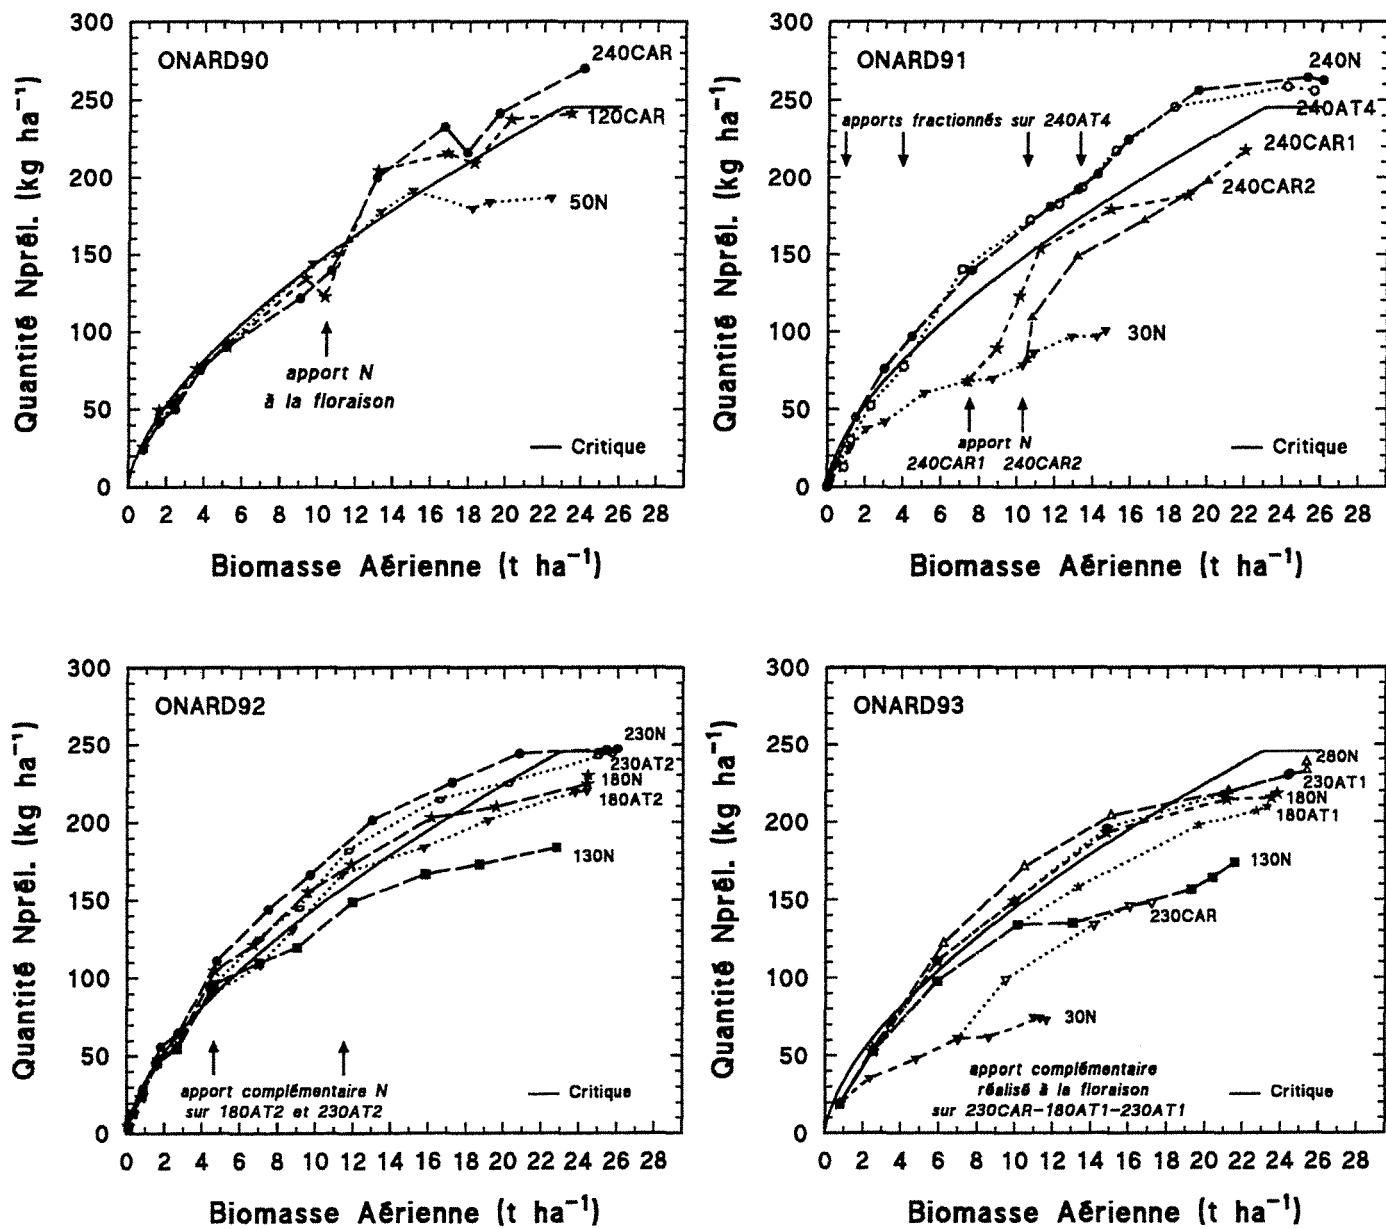 300
250
200
150
100
50
0
Quantité Nprél. (kg ha⁻¹)
ONARD90
240CAR
120CAR
50N
apport N
à la floraison
Critique
0 2 4 6 8 10 12 14 16 18 20 22 24 26 28
Biomasse Aérienne (t ha⁻¹)
300
250
200
150
100
50
0
Quantité Nprél. (kg ha⁻¹)
ONARD91
240N
apports fractionnés sur 240AT4
240AT4
240CAR1
240CAR2
30N
apport N
240CAR1 240CAR2
Critique
0 2 4 6 8 10 12 14 16 18 20 22 24 26 28
Biomasse Aérienne (t ha⁻¹)
300
250
200
150
100
50
0
Quantité Nprél. (kg ha⁻¹)
ONARD92
230N
230AT2
180N
180AT2
130N
apport complémentaire N
sur 180AT2 et 230AT2
Critique
0 2 4 6 8 10 12 14 16 18 20 22 24 26 28
Biomasse Aérienne (t ha⁻¹)
300
250
200
150
100
50
0
Quantité Nprél. (kg ha⁻¹)
ONARD93
280N
230AT1
180N
180AT1
130N
230CAR
30N
apport complémentaire
réalisé à la floraison
sur 230CAR–180AT1–230AT1
Critique
0 2 4 6 8 10 12 14 16 18 20 22 24 26 28
Biomasse Aérienne (t ha⁻¹)